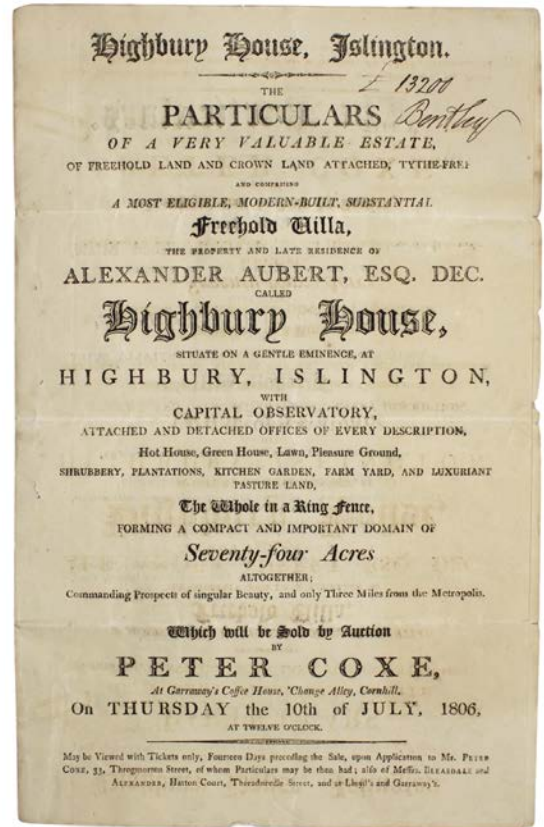 Highbury House, Islington.
£ 13200
THE
PARTICULARS Bentley
OF A VERY VALUABLE ESTATE,
OF FREEHOLD LAND AND CROWN LAND ATTACHED, TYTHE-FREE
AND COMPRISING
A MOST ELIGIBLE, MODERN-BUILT, SUBSTANTIAL
Freehold Villa,
THE PROPERTY AND LATE RESIDENCE OF
ALEXANDER AUBERT, ESQ. DEC.
CALLED
Highbury House,
SITUATE ON A GENTLE EMINENCE, AT
HIGHBURY, ISLINGTON,
WITH
CAPITAL OBSERVATORY,
ATTACHED AND DETACHED OFFICES OF EVERY DESCRIPTION,
Hot House, Green House, Lawn, Pleasure Ground,
SHRUBBERY, PLANTATIONS, KITCHEN GARDEN, FARM YARD, AND LUXURIANT
PASTURE LAND,
The Whole in a Ring Fence,
FORMING A COMPACT AND IMPORTANT DOMAIN OF
Seventy-four Acres
ALTOGETHER;
Commanding Prospects of singular Beauty, and only Three Miles from the Metropolis.
Which will be Sold by Auction
BY
PETER COXE,
At Garraway's Coffee House, 'Change Alley, Cornhill,
On THURSDAY the 10th of JULY, 1806,
AT TWELVE O'CLOCK.
May be Viewed with Tickets only, Fourteen Days preceding the Sale, upon Application to Mr. PETER
COXE, 33, Throgmorton Street, of whom Particulars may be then had; also of Messrs. BLEASDALE and
ALEXANDER, Hatton Court, Threadneedle Street, and at Lloyd's and Garraway's.